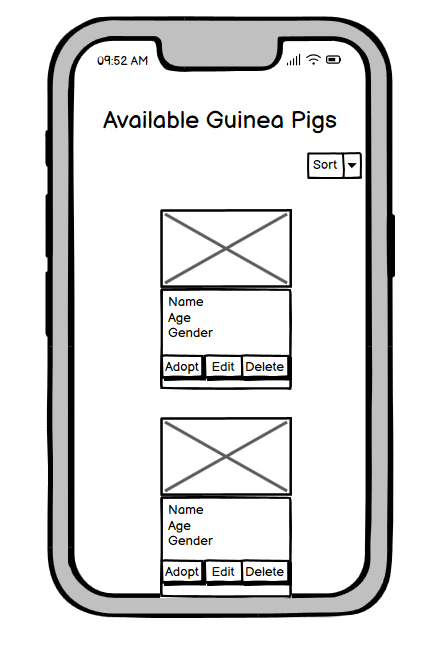 09:52 AM
Available Guinea Pigs
Sort
Name
Age
Gender
Adopt Edit Delete
Name
Age
Gender
Adopt Edit Delete